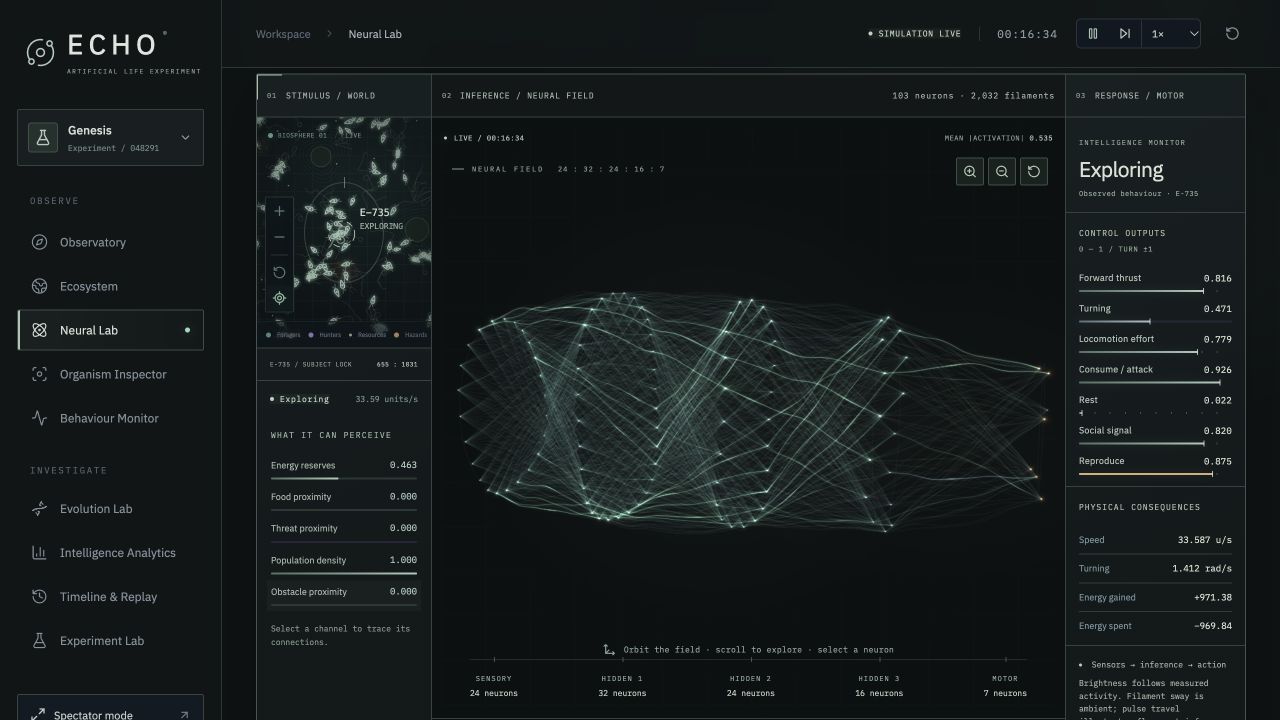 ECHO
ARTIFICIAL LIFE EXPERIMENT
Genesis
Experiment / 048291
OBSERVE
Observatory
Ecosystem
Neural Lab
Organism Inspector
Behaviour Monitor
INVESTIGATE
Evolution Lab
Intelligence Analytics
Timeline & Replay
Experiment Lab
Spectator mode
Workspace > Neural Lab
SIMULATION LIVE
00:16:34
1×
01 STIMULUS / WORLD
BIOSPHERE 01 / LIVE
E-735
EXPLORING
Foragers Hunters Resources Hazards
E-735 / SUBJECT LOCK 655 : 1031
Exploring 33.59 units/s
WHAT IT CAN PERCEIVE
Energy reserves 0.463
Food proximity 0.000
Threat proximity 0.000
Population density 1.000
Obstacle proximity 0.000
Select a channel to trace its
connections.
02 INFERENCE / NEURAL FIELD
103 neurons · 2,032 filaments
LIVE / 00:16:34
MEAN |ACTIVATION| 0.535
NEURAL FIELD 24 : 32 : 24 : 16 : 7
Orbit the field · scroll to explore · select a neuron
SENSORY HIDDEN 1 HIDDEN 2 HIDDEN 3 MOTOR
24 neurons 32 neurons 24 neurons 16 neurons 7 neurons
03 RESPONSE / MOTOR
INTELLIGENCE MONITOR
Exploring
Observed behaviour · E-735
CONTROL OUTPUTS
0 — 1 / TURN ±1
Forward thrust 0.816
Turning 0.471
Locomotion effort 0.779
Consume / attack 0.926
Rest 0.022
Social signal 0.820
Reproduce 0.875
PHYSICAL CONSEQUENCES
Speed 33.587 u/s
Turning 1.412 rad/s
Energy gained +971.38
Energy spent −969.84
Sensors → inference → action
Brightness follows measured
activity. Filament sway is
ambient; pulse travel